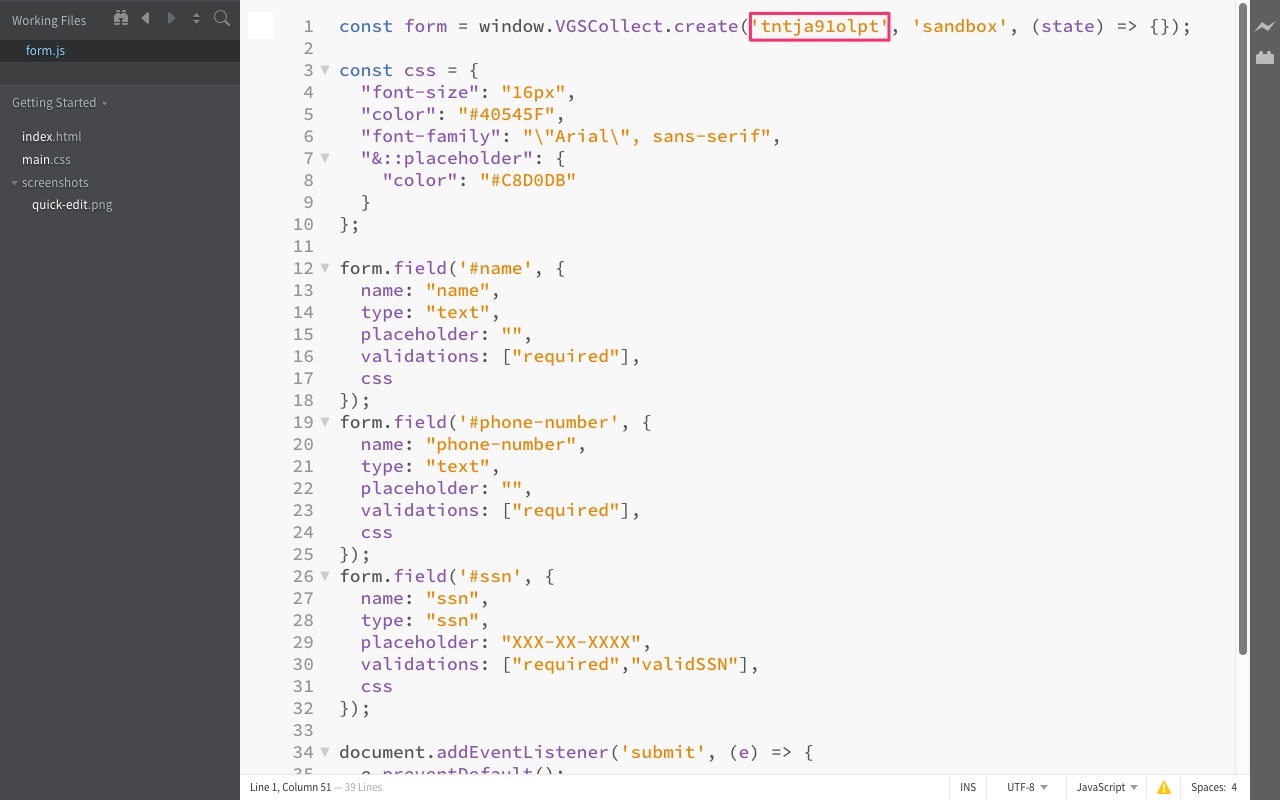 Working Files
form.js
Getting Started
index.html
main.css
screenshots
quick-edit.png
1 const form = window.VGSCollect.create('tntja91olpt', 'sandbox', (state) => {});
2
3 const css = {
4   "font-size": "16px",
5   "color": "#40545F",
6   "font-family": "\"Arial\", sans-serif",
7   "&::placeholder": {
8     "color": "#C8D0DB"
9   }
10 };
11
12 form.field('#name', {
13   name: "name",
14   type: "text",
15   placeholder: "",
16   validations: ["required"],
17   css
18 });
19 form.field('#phone-number', {
20   name: "phone-number",
21   type: "text",
22   placeholder: "",
23   validations: ["required"],
24   css
25 });
26 form.field('#ssn', {
27   name: "ssn",
28   type: "ssn",
29   placeholder: "XXX-XX-XXXX",
30   validations: ["required","validSSN"],
31   css
32 });
33
34 document.addEventListener('submit', (e) => {
35   e.preventDefault();
Line 1, Column 51 — 39 Lines
INS UTF-8 JavaScript Spaces: 4